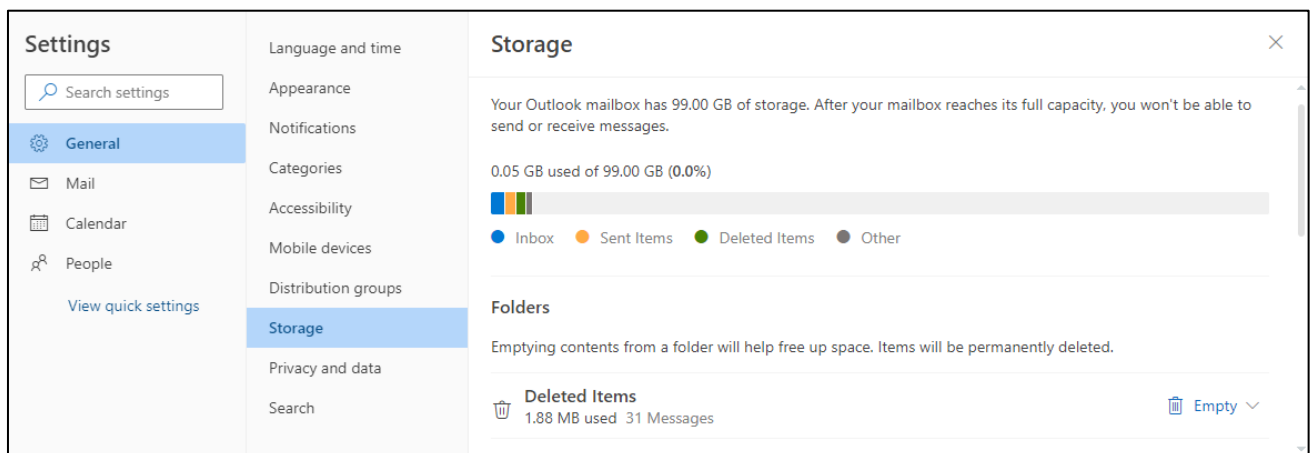 Settings
Search settings
General
Mail
Calendar
People
View quick settings
Language and time
Appearance
Notifications
Categories
Accessibility
Mobile devices
Distribution groups
Storage
Privacy and data
Search
Storage
Your Outlook mailbox has 99.00 GB of storage. After your mailbox reaches its full capacity, you won't be able to
send or receive messages.
0.05 GB used of 99.00 GB (0.0%)
Inbox Sent Items Deleted Items Other
Folders
Emptying contents from a folder will help free up space. Items will be permanently deleted.
Deleted Items
1.88 MB used 31 Messages
Empty